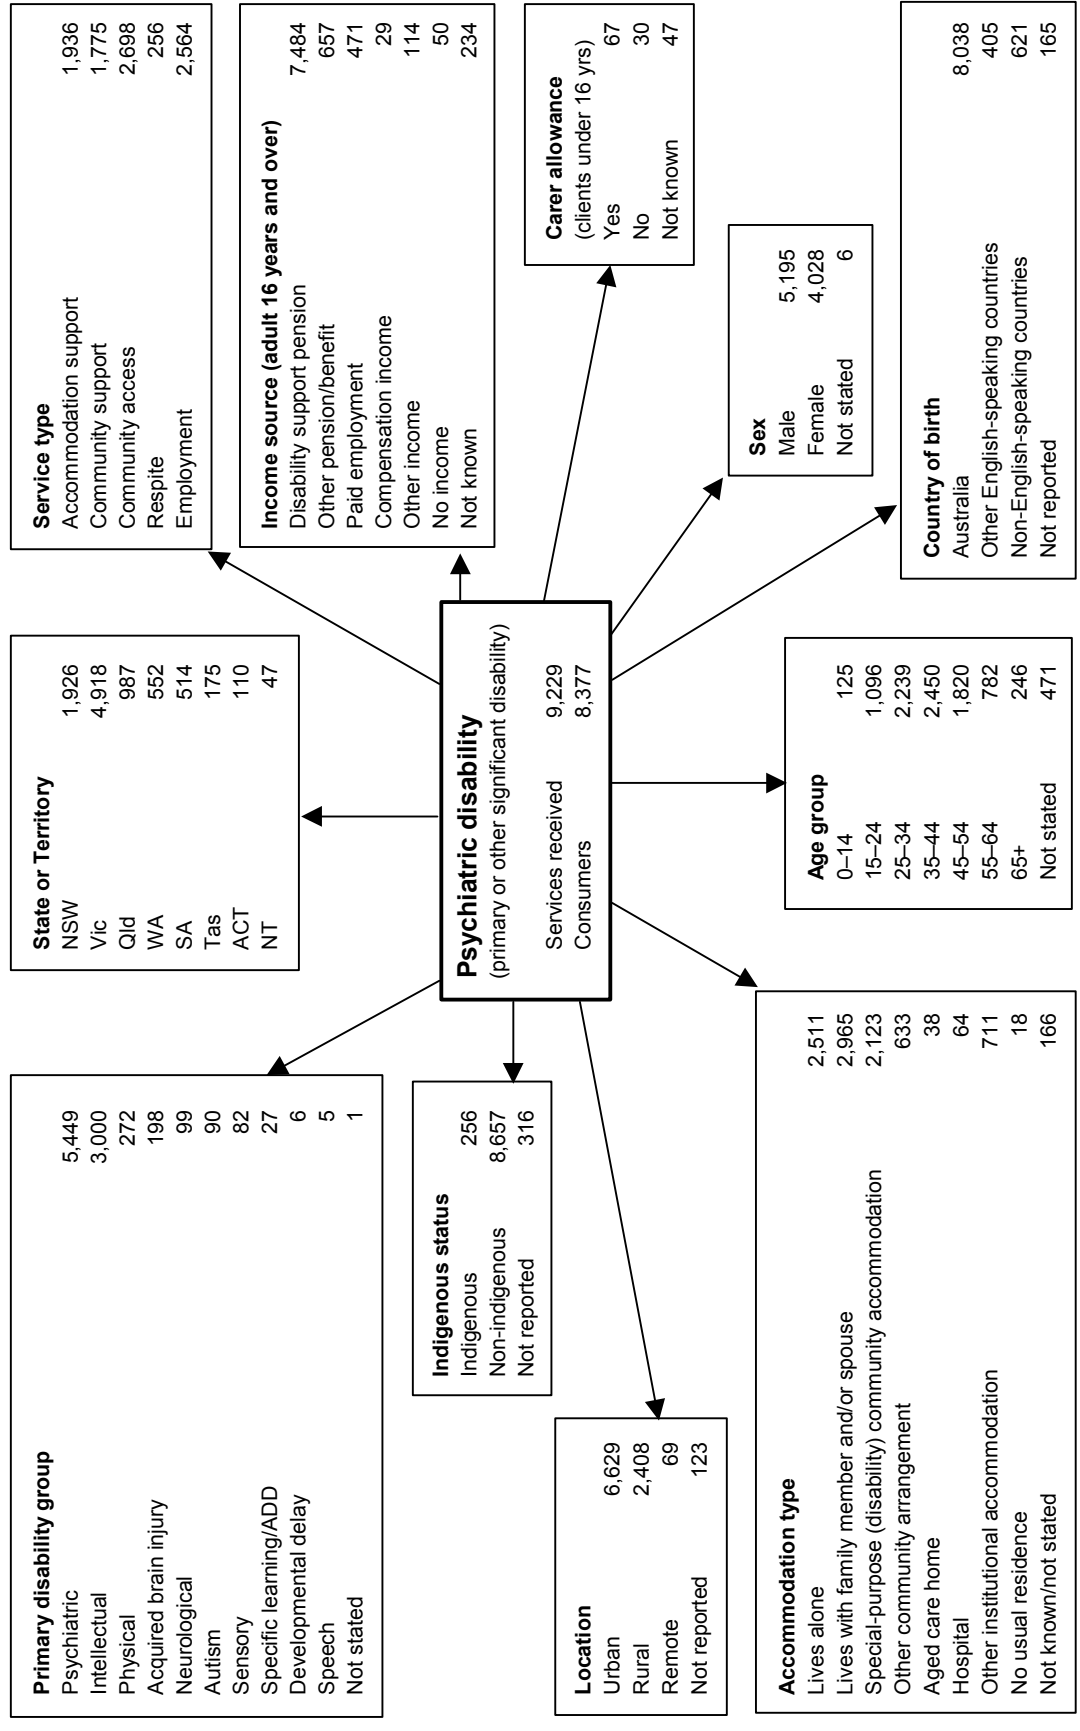 Primary disability group
Psychiatric 5,449
Intellectual 3,000
Physical 272
Acquired brain injury 198
Neurological 99
Autism 90
Sensory 82
Specific learning/ADD 27
Developmental delay 6
Speech 5
Not stated 1
State or Territory
NSW 1,926
Vic 4,918
Qld 987
WA 552
SA 514
Tas 175
ACT 110
NT 47
Service type
Accommodation support 1,936
Community support 1,775
Community access 2,698
Respite 256
Employment 2,564
Income source (adult 16 years and over)
Disability support pension 7,484
Other pension/benefit 657
Paid employment 471
Compensation income 29
Other income 114
No income 50
Not known 234
Indigenous status
Indigenous 256
Non-indigenous 8,657
Not reported 316
Psychiatric disability
(primary or other significant disability)
Services received 9,229
Consumers 8,377
Carer allowance
(clients under 16 yrs)
Yes 67
No 30
Not known 47
Location
Urban 6,629
Rural 2,408
Remote 69
Not reported 123
Sex
Male 5,195
Female 4,028
Not stated 6
Accommodation type
Lives alone 2,511
Lives with family member and/or spouse 2,965
Special-purpose (disability) community accommodation 2,123
Other community arrangement 633
Aged care home 38
Hospital 64
Other institutional accommodation 711
No usual residence 18
Not known/not stated 166
Age group
0–14 125
15–24 1,096
25–34 2,239
35–44 2,450
45–54 1,820
55–64 782
65+ 246
Not stated 471
Country of birth
Australia 8,038
Other English-speaking countries 405
Non-English-speaking countries 621
Not reported 165